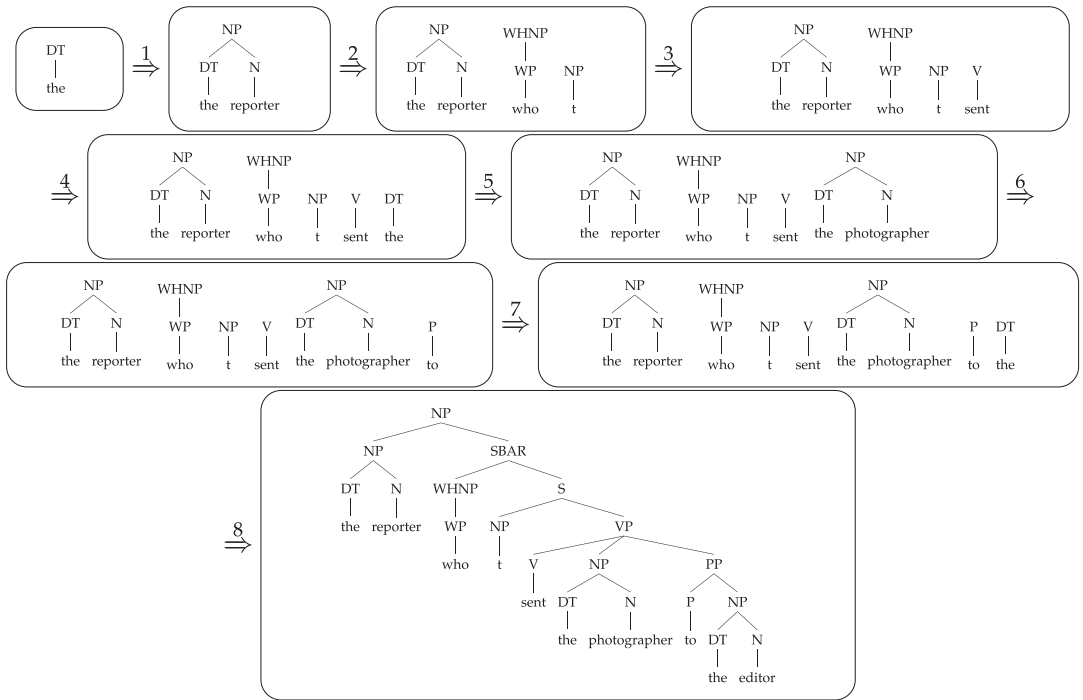 DT
the
1
NP
DT N
the reporter
2
NP WHNP
DT N WP NP
the reporter who t
3
NP WHNP
DT N WP NP V
the reporter who t sent
4
NP WHNP
DT N WP NP V DT
the reporter who t sent the
5
NP WHNP NP
DT N WP NP V DT N
the reporter who t sent the photographer
6
NP WHNP NP
DT N WP NP V DT N P
the reporter who t sent the photographer to
7
NP WHNP NP
DT N WP NP V DT N P DT
the reporter who t sent the photographer to the
8
NP
NP SBAR
DT N WHNP S
the reporter WP NP VP
who t V NP PP
sent DT N P NP
the photographer to DT N
the editor